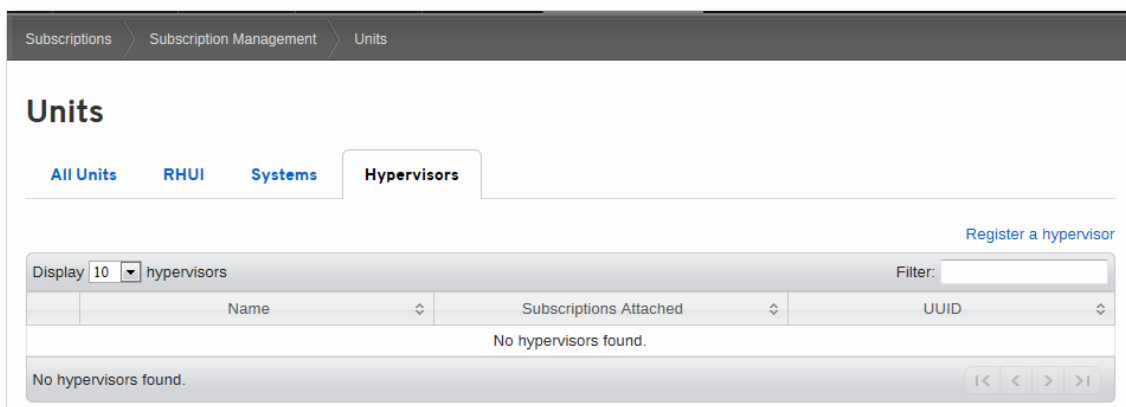 Subscriptions Subscription Management Units
Units
All Units RHUI Systems Hypervisors
Register a hypervisor
Display 10 hypervisors Filter:
Name Subscriptions Attached UUID
No hypervisors found.
No hypervisors found.